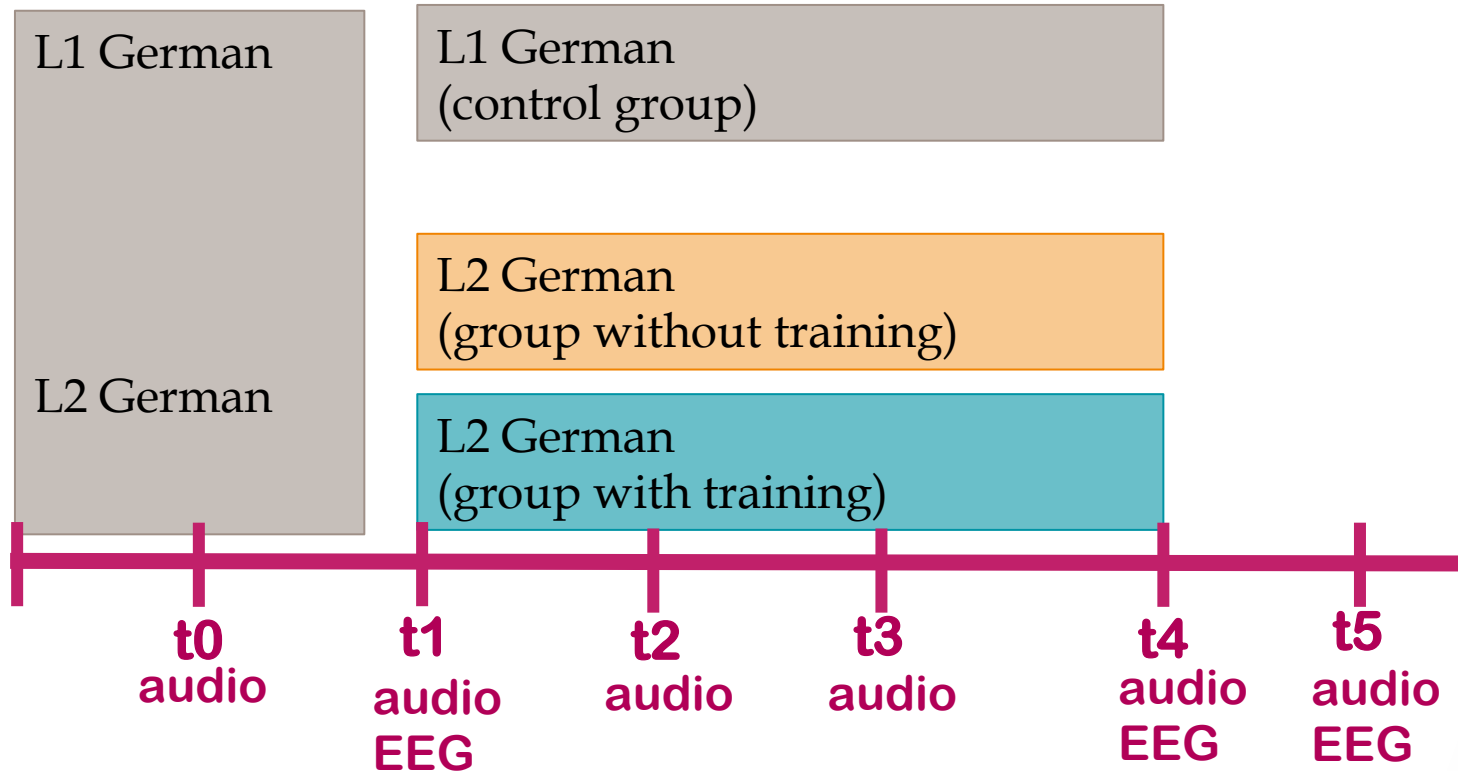 L1 German
L2 German
L1 German
(control group)
L2 German
(group without training)
L2 German
(group with training)
t0
audio
t1
audio
EEG
t2
audio
t3
audio
t4
audio
EEG
t5
audio
EEG